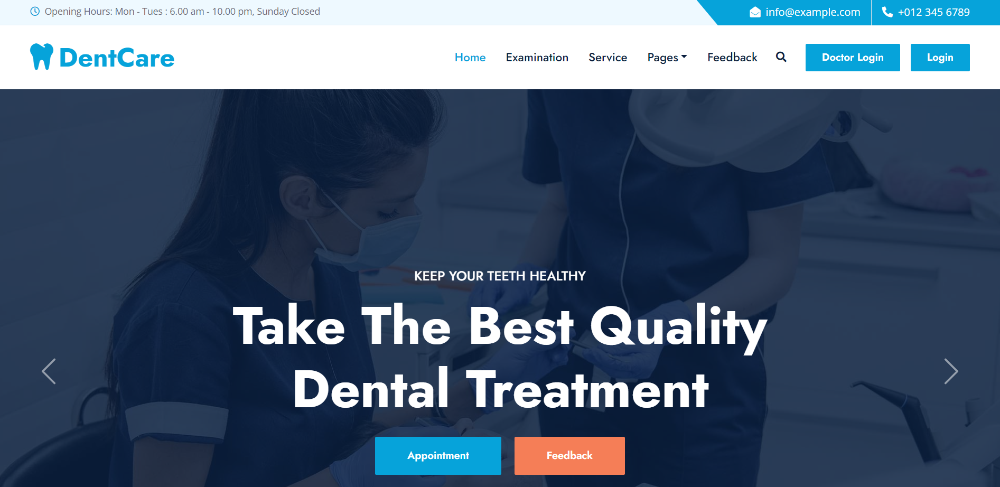 Opening Hours: Mon - Tues : 6.00 am - 10.00 pm, Sunday Closed
info@example.com
+012 345 6789
DentCare
Home
Examination
Service
Pages
Feedback
Doctor Login
Login
KEEP YOUR TEETH HEALTHY
Take The Best Quality
Dental Treatment
Appointment
Feedback